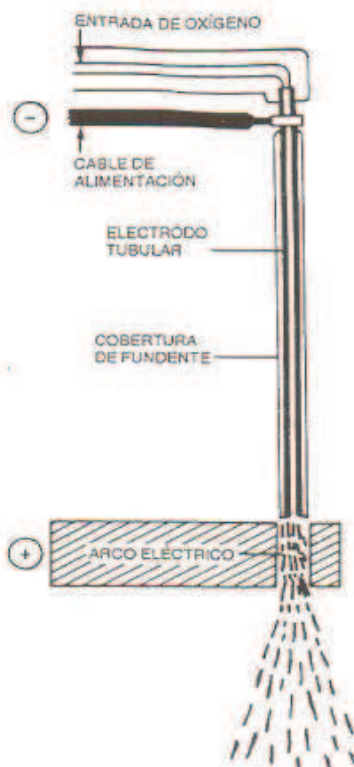 ENTRADA DE OXÍGENO
−
CABLE DE
ALIMENTACIÓN
ELECTRODO
TUBULAR
COBERTURA
DE FUNDENTE
+
ARCO ELÉCTRICO